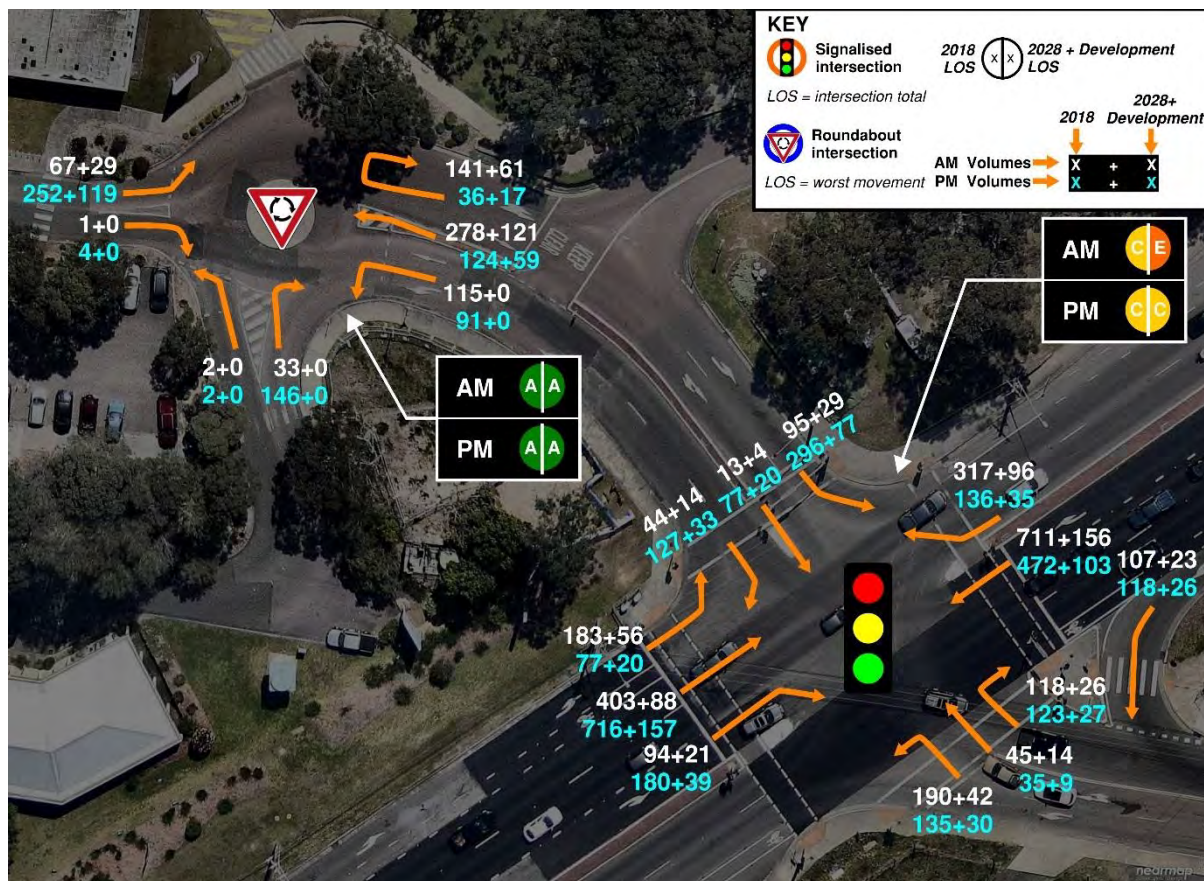 KEY
Signalised
intersection
LOS = intersection total
2018
LOS
X X
2028 + Development
LOS
Roundabout
intersection
LOS = worst movement
2018
2028+
Development
AM Volumes X + X
PM Volumes X + X
67+29
252+119
1+0
4+0
141+61
36+17
278+121
124+59
115+0
91+0
2+0
2+0
33+0
146+0
AM A A
PM A A
AM C E
PM C C
44+14
127+33
13+4
77+20
95+29
296+77
317+96
136+35
711+156
472+103
107+23
118+26
183+56
77+20
403+88
716+157
94+21
180+39
118+26
123+27
45+14
35+9
190+42
135+30
nearmap